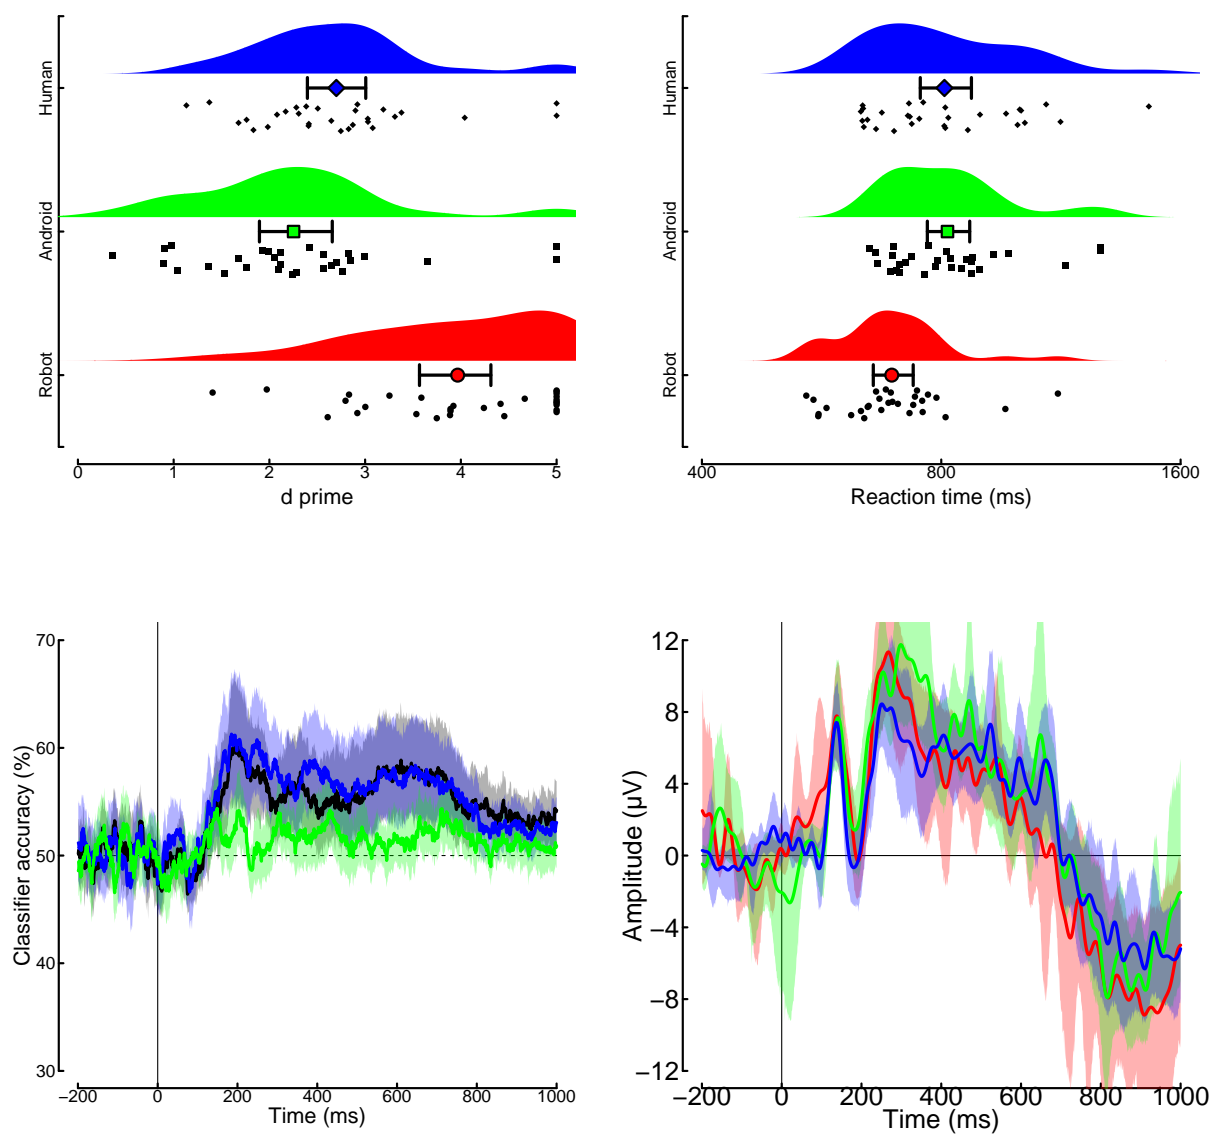 Human
Android
Robot
0 1 2 3 4 5
d prime
Human
Android
Robot
400 800 1600
Reaction time (ms)
70
60
50
40
30
Classifier accuracy (%)
−200 0 200 400 600 800 1000
Time (ms)
12
8
4
0
−4
−8
−12
Amplitude (µV)
−200 0 200 400 600 800 1000
Time (ms)